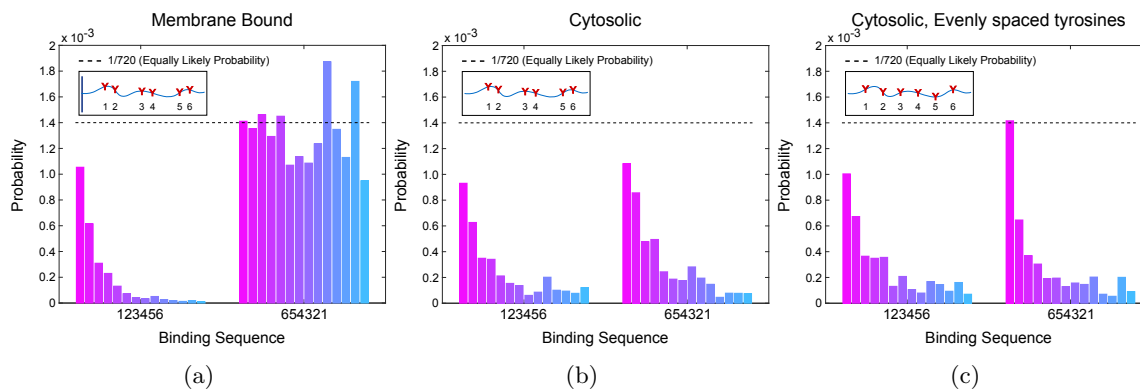 Membrane Bound
x 10⁻³
2
1.8
1.6
1.4
1.2
1
0.8
0.6
0.4
0.2
0
Probability
1/720 (Equally Likely Probability)
1 2 3 4 5 6
123456 654321
Binding Sequence
(a)
Cytosolic
x 10⁻³
2
1.8
1.6
1.4
1.2
1
0.8
0.6
0.4
0.2
0
Probability
1/720 (Equally Likely Probability)
1 2 3 4 5 6
123456 654321
Binding Sequence
(b)
Cytosolic, Evenly spaced tyrosines
x 10⁻³
2
1.8
1.6
1.4
1.2
1
0.8
0.6
0.4
0.2
0
Probability
1/720 (Equally Likely Probability)
1 2 3 4 5 6
123456 654321
Binding Sequence
(c)